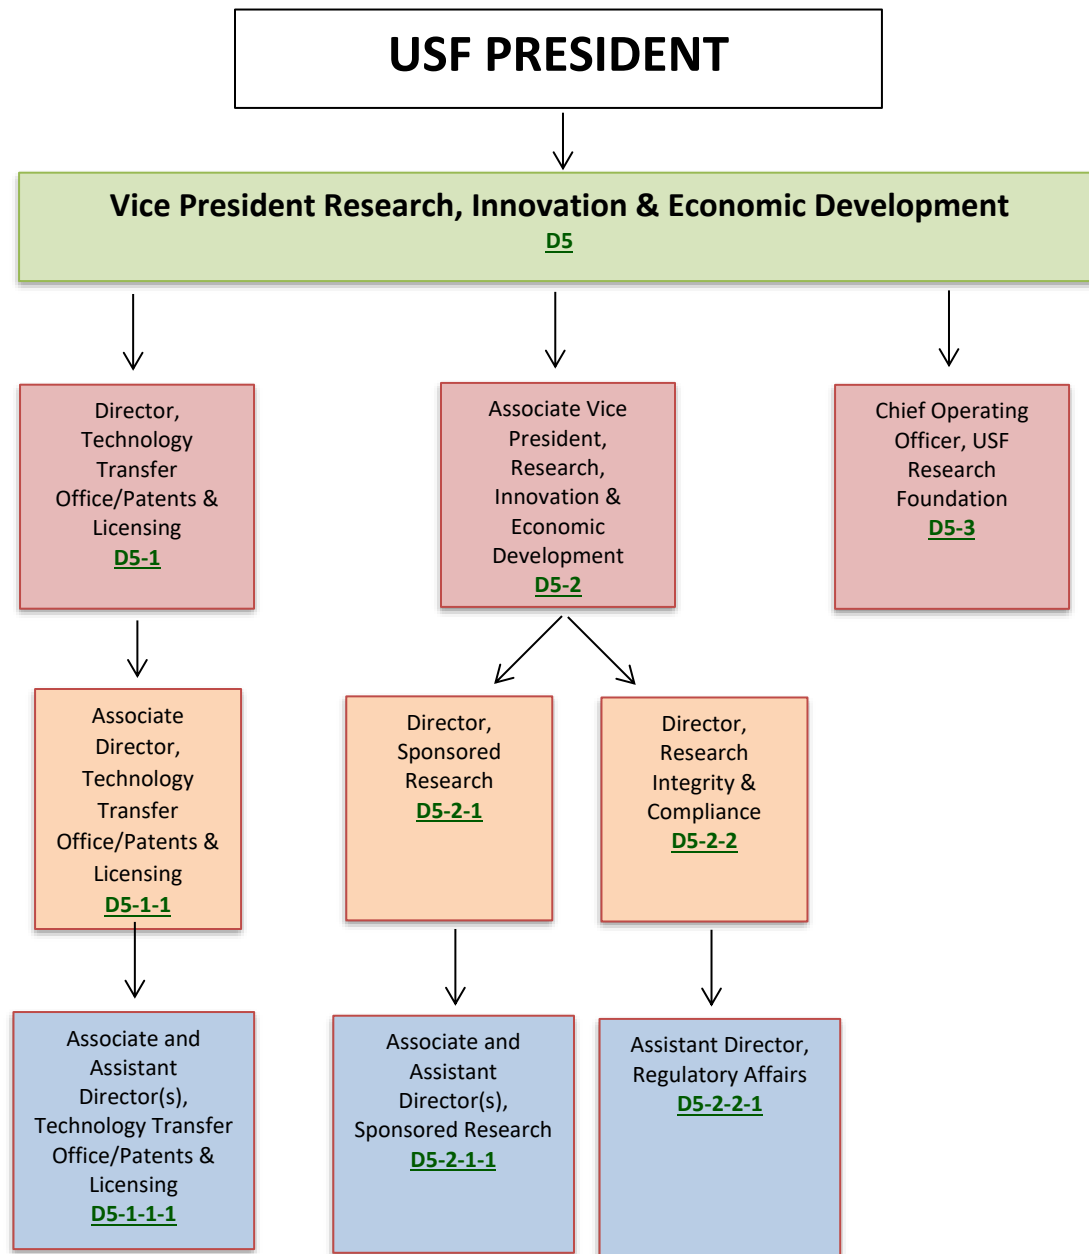 USF PRESIDENT
Vice President Research, Innovation & Economic Development
D5
Director,
Technology
Transfer
Office/Patents &
Licensing
D5-1
Associate Vice
President,
Research,
Innovation &
Economic
Development
D5-2
Chief Operating
Officer, USF
Research
Foundation
D5-3
Associate
Director,
Technology
Transfer
Office/Patents &
Licensing
D5-1-1
Director,
Sponsored
Research
D5-2-1
Director,
Research
Integrity &
Compliance
D5-2-2
Associate and
Assistant
Director(s),
Technology Transfer
Office/Patents &
Licensing
D5-1-1-1
Associate and
Assistant
Director(s),
Sponsored Research
D5-2-1-1
Assistant Director,
Regulatory Affairs
D5-2-2-1